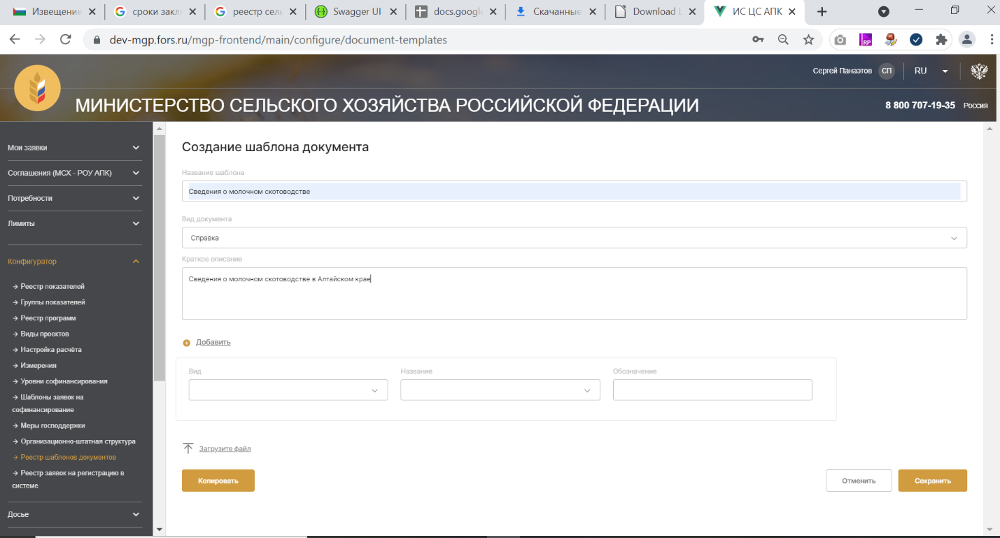 Извещение
сроки закл
реестр сель
Swagger UI
docs.google
Скачанные
Download L
ИС ЦС АПК
dev-mgp.fors.ru/mgp-frontend/main/configure/document-templates
RP
Сергей Панаэтов СП RU
МИНИСТЕРСТВО СЕЛЬСКОГО ХОЗЯЙСТВА РОССИЙСКОЙ ФЕДЕРАЦИИ
8 800 707-19-35 Россия
Мои заявки
Соглашения (МСХ - РОУ АПК)
Потребности
Лимиты
Конфигуратор
Реестр показателей
Группы показателей
Реестр программ
Виды проектов
Настройка расчёта
Измерения
Уровни софинансирования
Шаблоны заявок на
софинансирование
Меры господдержки
Организационно-штатная структура
Реестр шаблонов документов
Реестр заявок на регистрацию в
системе
Досье
Создание шаблона документа
Название шаблона
Сведения о молочном скотоводстве
Вид документа
Справка
Краткое описание
Сведения о молочном скотоводстве в Алтайском крае
Добавить
Вид Название Обозначение
Загрузите файл
Копировать Отменить Сохранить